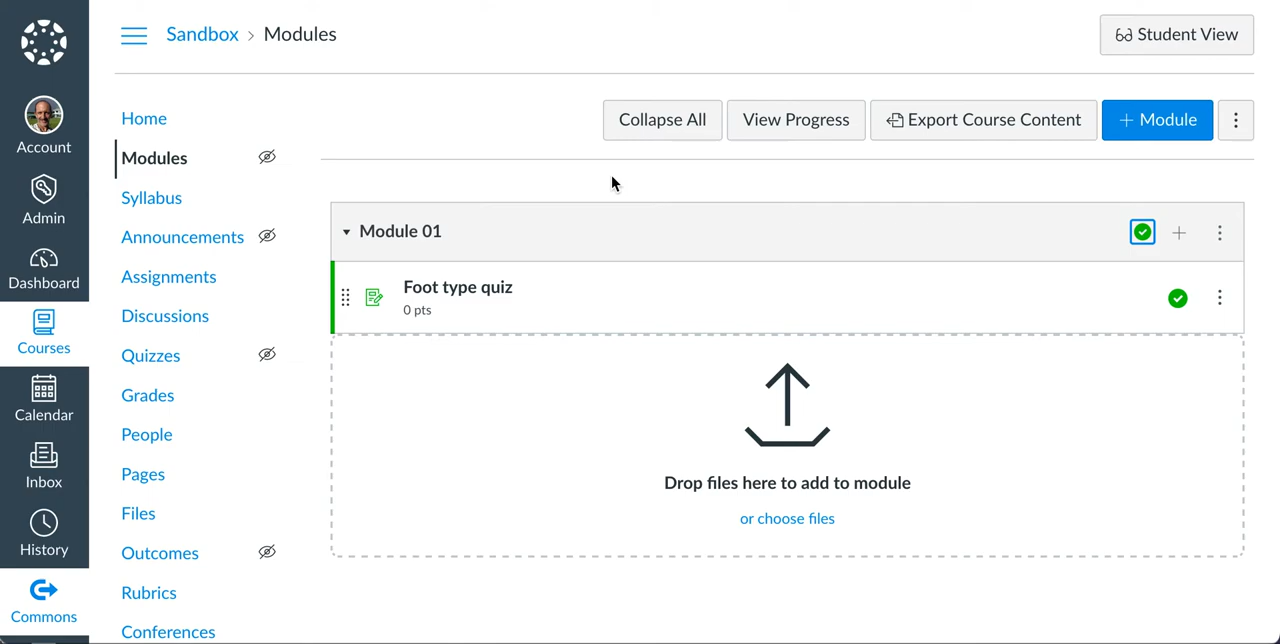 Sandbox › Modules
Student View
Account
Admin
Dashboard
Courses
Calendar
Inbox
History
Commons
Home
Modules
Syllabus
Announcements
Assignments
Discussions
Quizzes
Grades
People
Pages
Files
Outcomes
Rubrics
Conferences
Collapse All
View Progress
Export Course Content
+ Module
Module 01
Foot type quiz
0 pts
Drop files here to add to module
or choose files